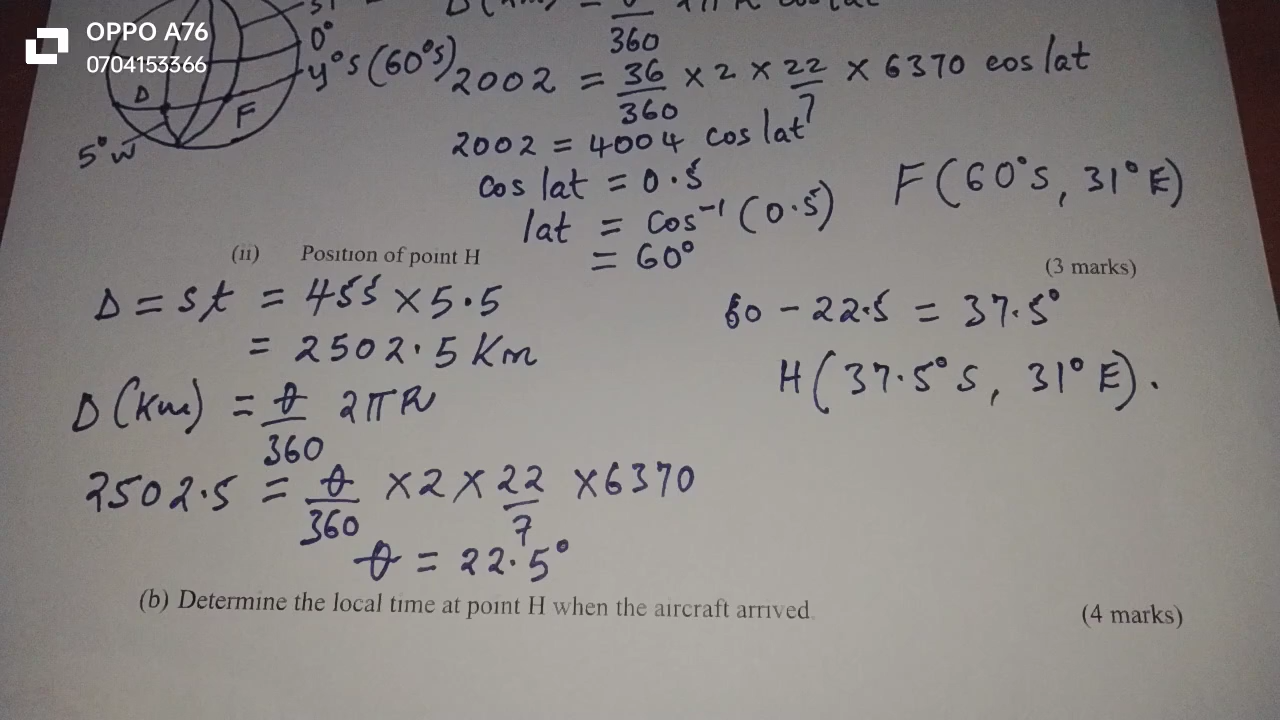 OPPO A76
0704153366
0°
y°s (60°s)
D
F
5°W
360
2002 = 36/360 × 2 × 22/7 × 6370 cos lat
2002 = 4004 cos lat
cos lat = 0.5
lat = cos⁻¹ (0.5)
= 60°
F (60°S, 31°E)
(ii) Position of point H
(3 marks)
D = st = 455 × 5.5
= 2502.5 Km
D (Km) = θ/360 2πR
2502.5 = θ/360 × 2 × 22/7 × 6370
θ = 22.5°
60 - 22.5 = 37.5°
H (37.5°S, 31°E).
(b) Determine the local time at point H when the aircraft arrived.
(4 marks)